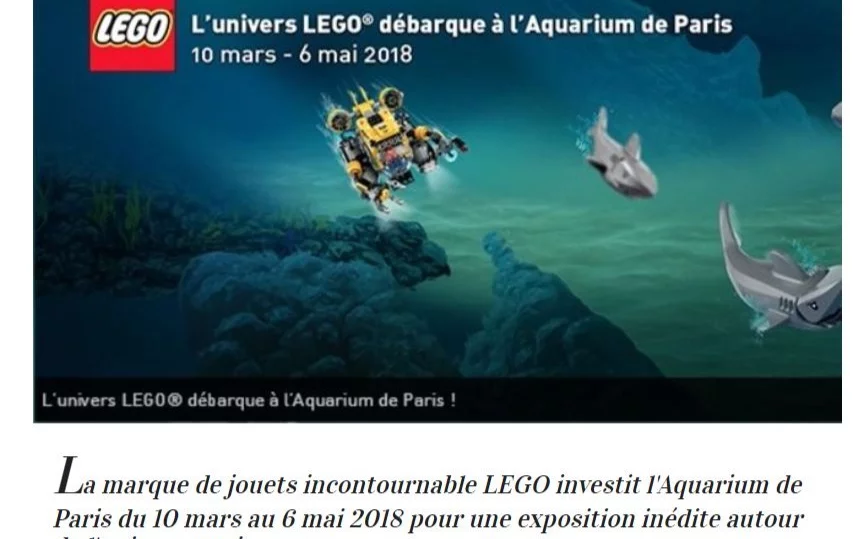 LEGO
L'univers LEGO® débarque à l'Aquarium de Paris
10 mars - 6 mai 2018
L'univers LEGO® débarque à l'Aquarium de Paris !
La marque de jouets incontournable LEGO investit l'Aquarium de
Paris du 10 mars au 6 mai 2018 pour une exposition inédite autour